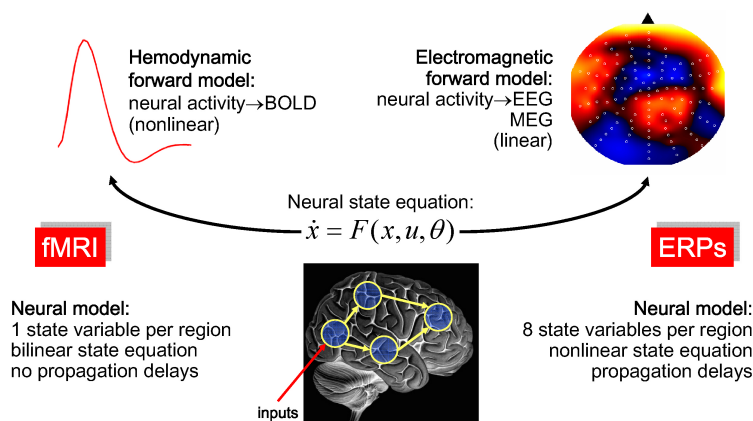 Hemodynamic
forward model:
neural activity→BOLD
(nonlinear)
Electromagnetic
forward model:
neural activity→EEG
MEG
(linear)
Neural state equation:
ẋ = F(x, u, θ)
fMRI
ERPs
Neural model:
1 state variable per region
bilinear state equation
no propagation delays
Neural model:
8 state variables per region
nonlinear state equation
propagation delays
inputs